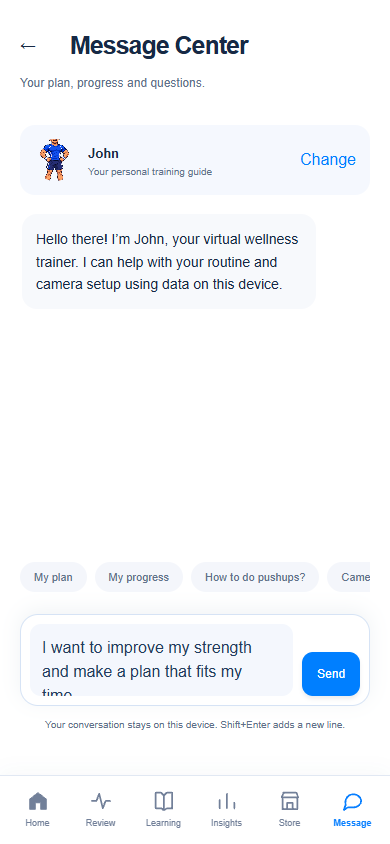 ← Message Center
Your plan, progress and questions.
John
Your personal training guide
Change
Hello there! I’m John, your virtual wellness
trainer. I can help with your routine and
camera setup using data on this device.
My plan
My progress
How to do pushups?
Came
I want to improve my strength
and make a plan that fits my
time
Send
Your conversation stays on this device. Shift+Enter adds a new line.
Home
Review
Learning
Insights
Store
Message